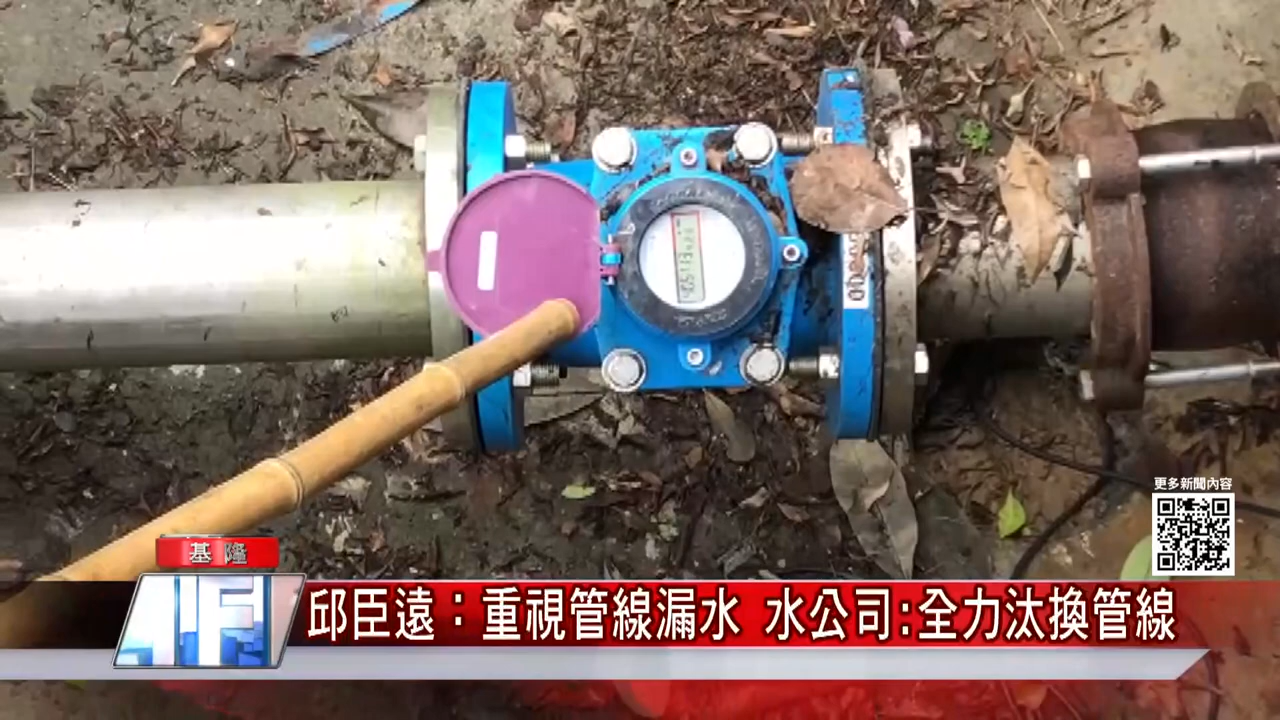 更多新聞內容
基隆
邱臣遠：重視管線漏水 水公司:全力汰換管線